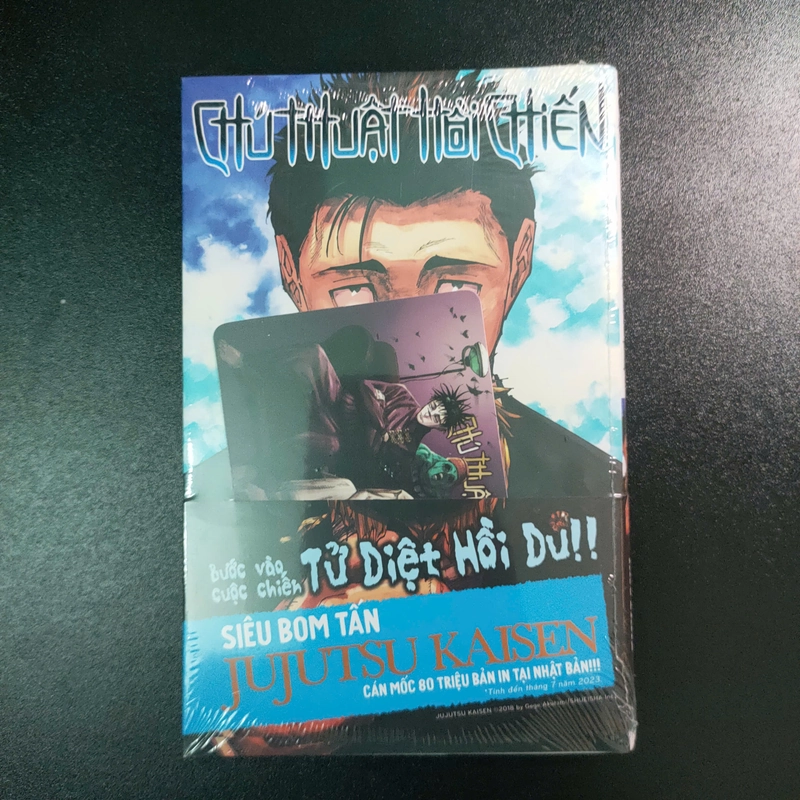 CHÚ THUẬT HỒI CHIẾN
CHÚ THUẬ
bước vào
cuộc chiến
Tử Diệt Hồi Du!!
SIÊU BOM TẤN
JUJUTSU KAISEN
CÁN MỐC 80 TRIỆU BẢN IN TẠI NHẬT BẢN!!!
*Tính đến tháng 7 năm 2023.
JUJUTSU KAISEN ©2018 by Gege Akutami/SHUEISHA Inc.